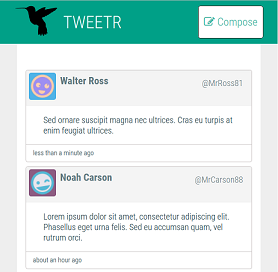 TWEETR
Compose
Walter Ross @MrRoss81
Sed ornare suscipit magna nec ultrices. Cras eu turpis at
enim feugiat ultrices.
less than a minute ago
Noah Carson @MrCarson88
Lorem ipsum dolor sit amet, consectetur adipiscing elit.
Phasellus eget urna felis. Sed eu accumsan quam, vel
rutrum orci.
about an hour ago